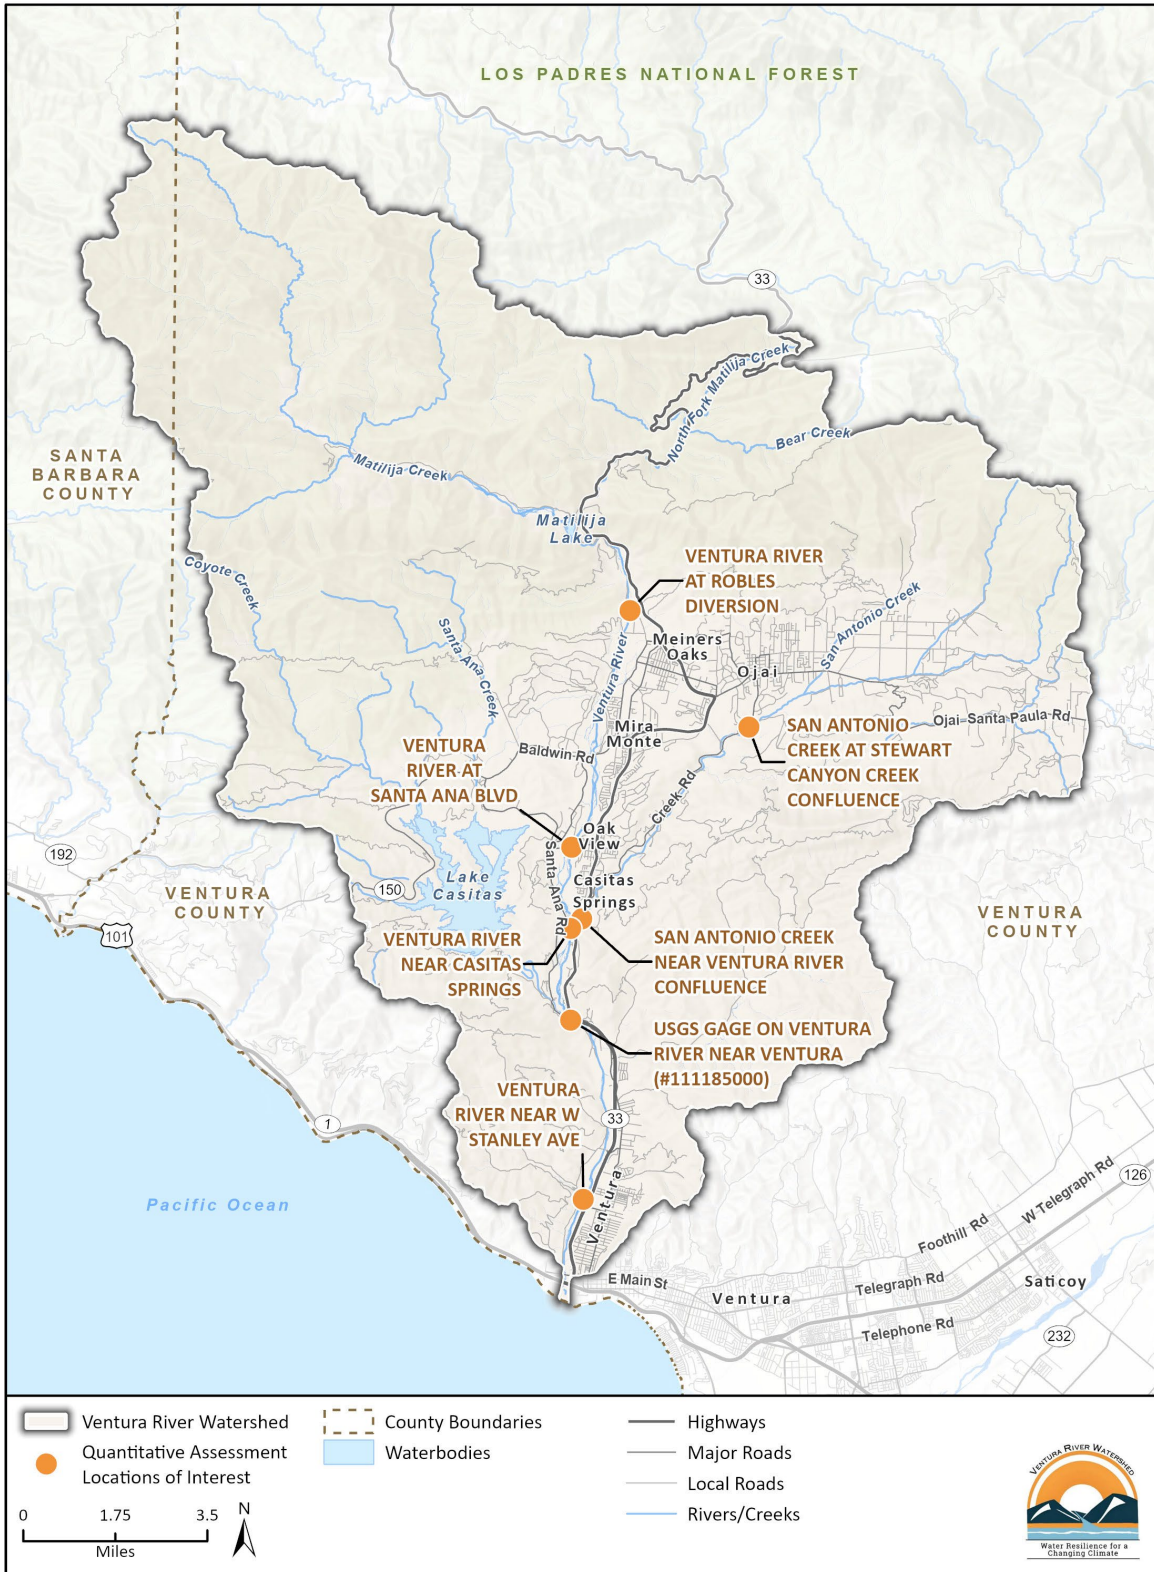 LOS PADRES NATIONAL FOREST
33
North Fork Matilija Creek
Bear Creek
SANTA
BARBARA
COUNTY
Matilija Creek
Matilija
Lake
VENTURA RIVER
AT ROBLES
DIVERSION
Coyote Creek
Santa Ana Creek
San Antonio Creek
Ventura River
Meiners
Oaks
Ojai
SAN ANTONIO
CREEK AT STEWART
CANYON CREEK
CONFLUENCE
Ojai Santa Paula Rd
Mira
Monte
Baldwin Rd
VENTURA
RIVER AT
SANTA ANA BLVD
Creek Rd
Oak
View
Santa Ana Rd
192
150
Lake
Casitas
Casitas
Springs
VENTURA
COUNTY
VENTURA
COUNTY
101
VENTURA RIVER
NEAR CASITAS
SPRINGS
SAN ANTONIO CREEK
NEAR VENTURA RIVER
CONFLUENCE
USGS GAGE ON VENTURA
RIVER NEAR VENTURA
(#111185000)
VENTURA
RIVER NEAR W
STANLEY AVE
1
33
Ventura
Pacific Ocean
126
W Telegraph Rd
Foothill Rd
E Main St
Ventura
Telegraph Rd
Saticoy
Telephone Rd
232
Ventura River Watershed
Quantitative Assessment
Locations of Interest
0 1.75 3.5
Miles
N
County Boundaries
Waterbodies
Highways
Major Roads
Local Roads
Rivers/Creeks
VENTURA RIVER WATERSHED
Water Resilience for a
Changing Climate